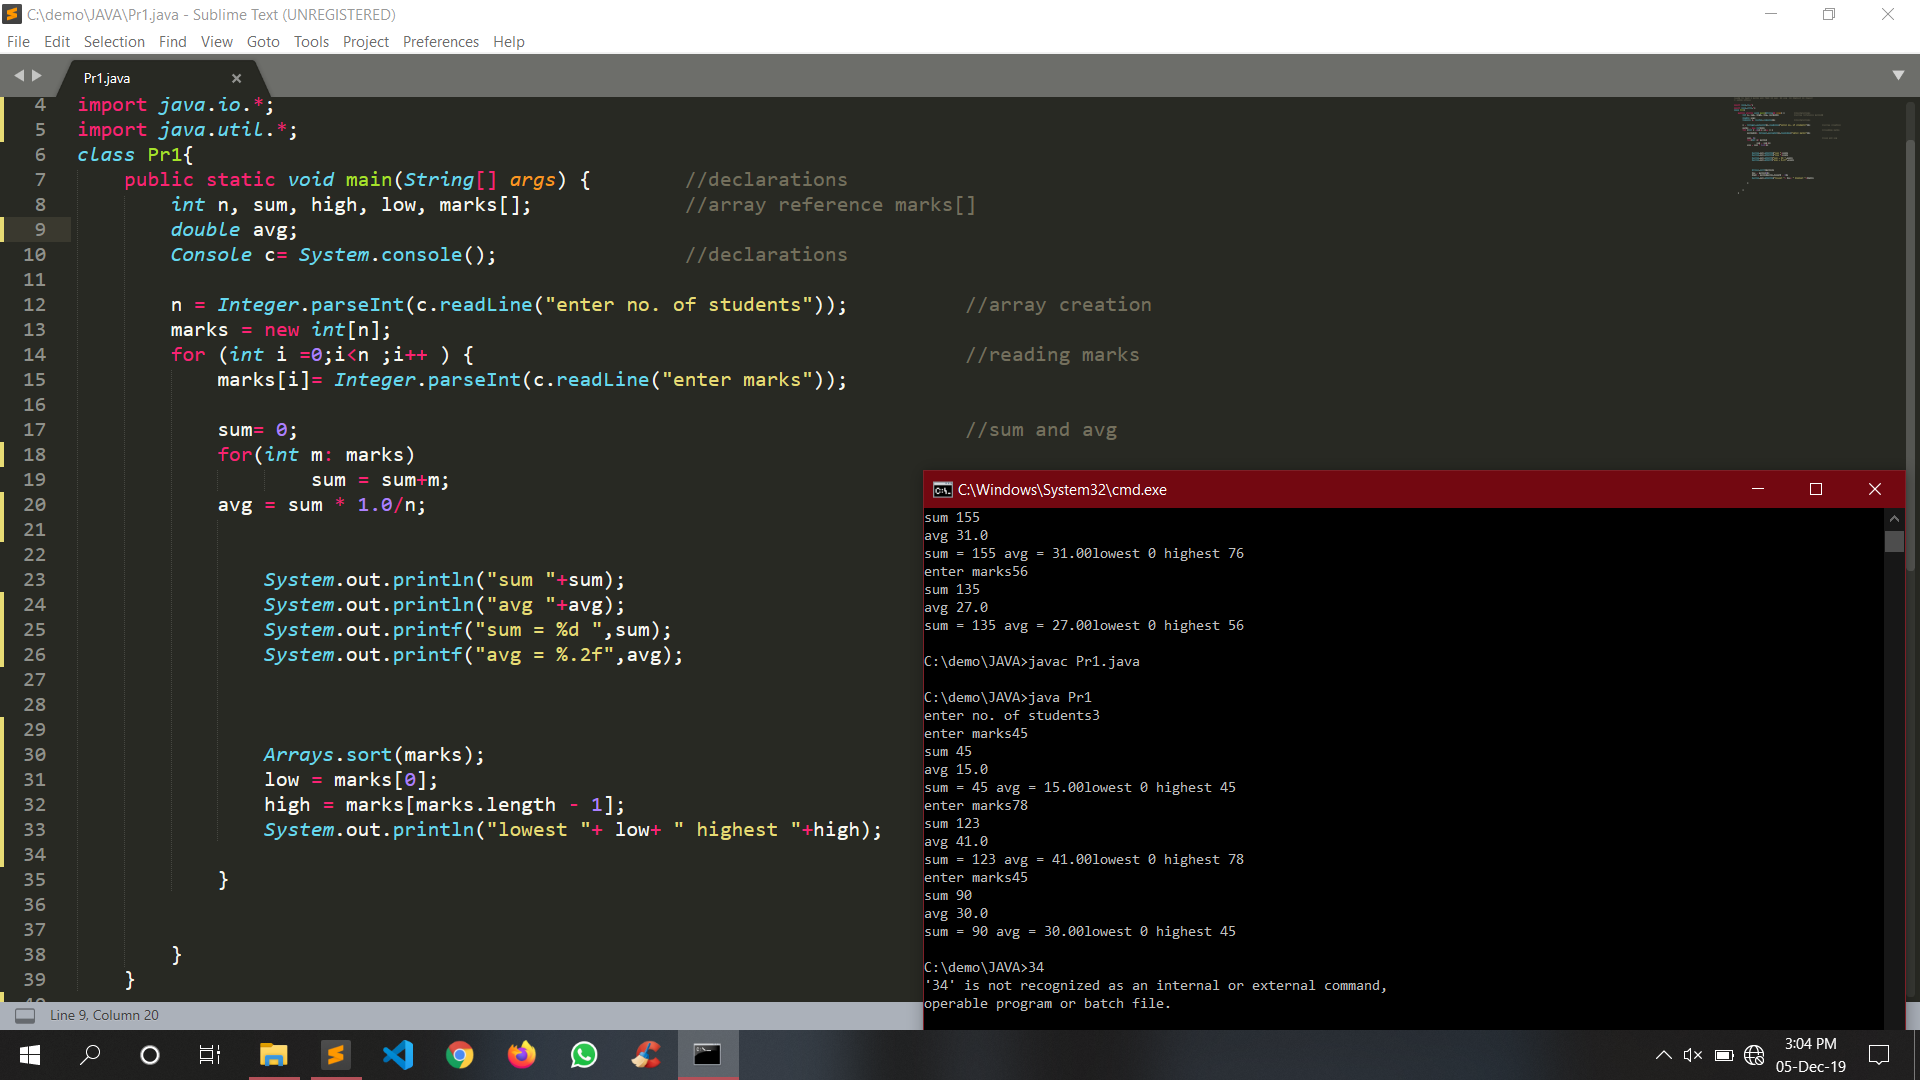 C:\demo\JAVA\Pr1.java - Sublime Text (UNREGISTERED)
File Edit Selection Find View Goto Tools Project Preferences Help
Pr1.java
4 import java.io.*;
5 import java.util.*;
6 class Pr1{
7 public static void main(String[] args) { //declarations
8 int n, sum, high, low, marks[]; //array reference marks[]
9 double avg;
10 Console c= System.console(); //declarations
11
12 n = Integer.parseInt(c.readLine("enter no. of students")); //array creation
13 marks = new int[n];
14 for (int i =0;i<n ;i++ ) { //reading marks
15 marks[i]= Integer.parseInt(c.readLine("enter marks"));
16
17 sum= 0; //sum and avg
18 for(int m: marks)
19 sum = sum+m;
20 avg = sum * 1.0/n;
21
22
23 System.out.println("sum "+sum);
24 System.out.println("avg "+avg);
25 System.out.printf("sum = %d ",sum);
26 System.out.printf("avg = %.2f",avg);
27
28
29
30 Arrays.sort(marks);
31 low = marks[0];
32 high = marks[marks.length - 1];
33 System.out.println("lowest "+ low+ " highest "+high);
34
35 }
36
37
38 }
39 }
Line 9, Column 20
C:\Windows\System32\cmd.exe
sum 155
avg 31.0
sum = 155 avg = 31.00lowest 0 highest 76
enter marks56
sum 135
avg 27.0
sum = 135 avg = 27.00lowest 0 highest 56
C:\demo\JAVA>javac Pr1.java
C:\demo\JAVA>java Pr1
enter no. of students3
enter marks45
sum 45
avg 15.0
sum = 45 avg = 15.00lowest 0 highest 45
enter marks78
sum 123
avg 41.0
sum = 123 avg = 41.00lowest 0 highest 78
enter marks45
sum 90
avg 30.0
sum = 90 avg = 30.00lowest 0 highest 45
C:\demo\JAVA>34
'34' is not recognized as an internal or external command,
operable program or batch file.
3:04 PM
05-Dec-19